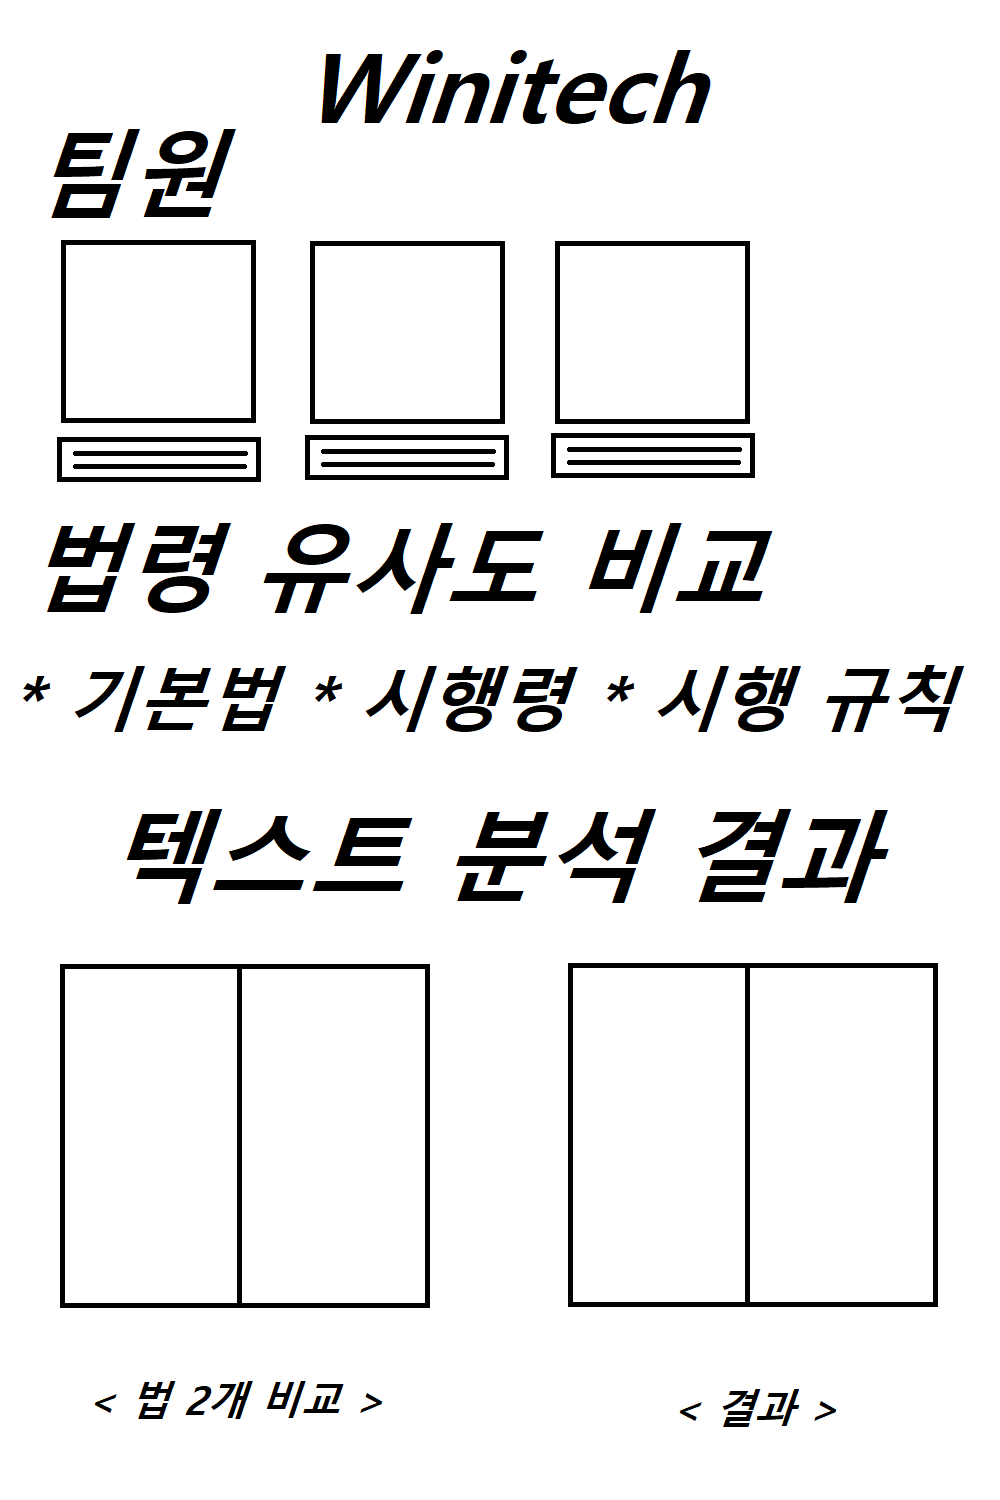 Winitech
팀원
법령 유사도 비교
* 기본법 * 시행령 * 시행 규칙
텍스트 분석 결과
< 법 2개 비교 >
< 결과 >